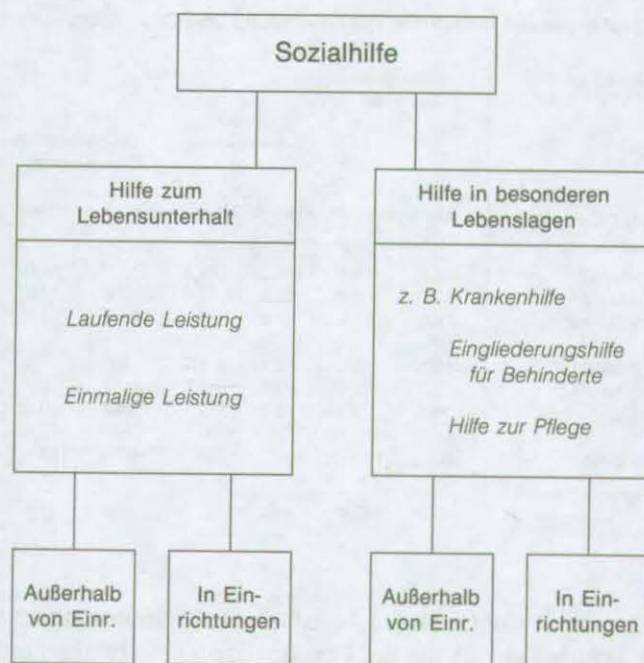 Sozialhilfe
Hilfe zum
Lebensunterhalt
Laufende Leistung
Einmalige Leistung
Hilfe in besonderen
Lebenslagen
z. B. Krankenhilfe
Eingliederungshilfe
für Behinderte
Hilfe zur Pflege
Außerhalb
von Einr.
In Ein-
richtungen
Außerhalb
von Einr.
In Ein-
richtungen